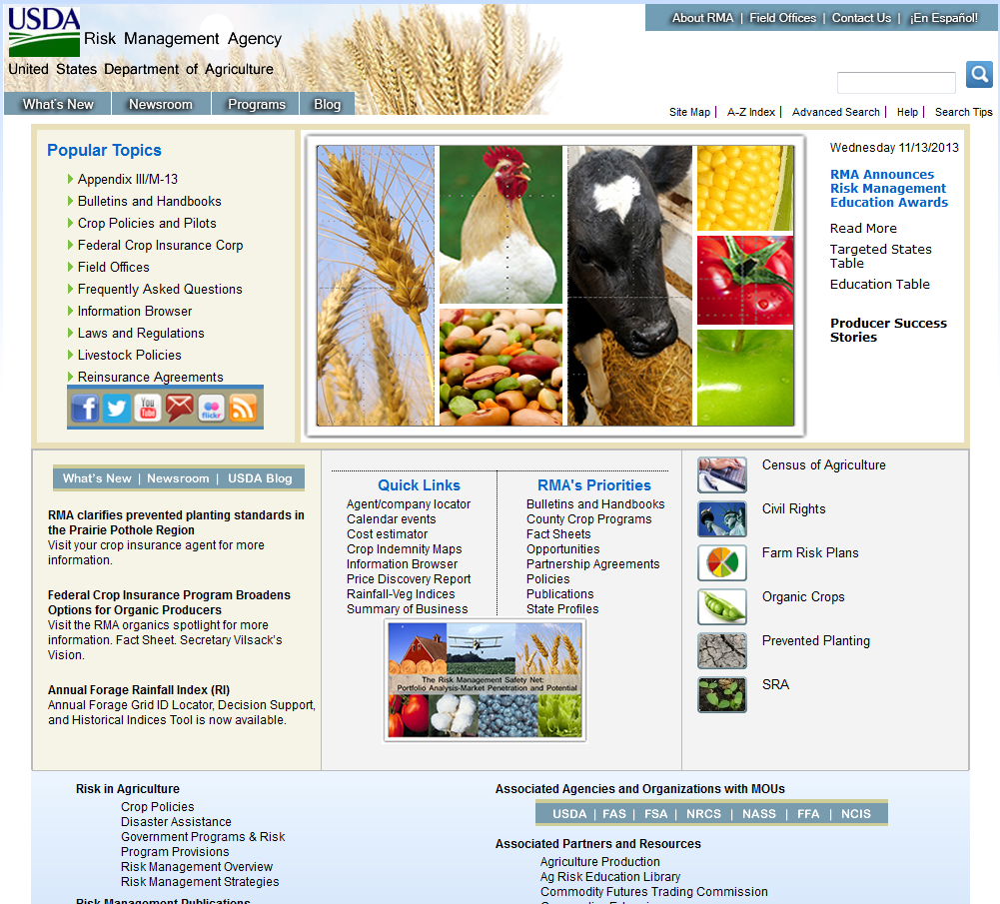 USDA
Risk Management Agency
United States Department of Agriculture
About RMA | Field Offices | Contact Us | ¡En Español!
What's New
Newsroom
Programs
Blog
Site Map | A-Z Index | Advanced Search | Help | Search Tips
Popular Topics
Appendix III/M-13
Bulletins and Handbooks
Crop Policies and Pilots
Federal Crop Insurance Corp
Field Offices
Frequently Asked Questions
Information Browser
Laws and Regulations
Livestock Policies
Reinsurance Agreements
You
Tube
flickr
Wednesday 11/13/2013
RMA Announces
Risk Management
Education Awards
Read More
Targeted States
Table
Education Table
Producer Success
Stories
What's New | Newsroom | USDA Blog
RMA clarifies prevented planting standards in
the Prairie Pothole Region
Visit your crop insurance agent for more
information.
Federal Crop Insurance Program Broadens
Options for Organic Producers
Visit the RMA organics spotlight for more
information. Fact Sheet. Secretary Vilsack's
Vision.
Annual Forage Rainfall Index (RI)
Annual Forage Grid ID Locator, Decision Support,
and Historical Indices Tool is now available.
Quick Links
Agent/company locator
Calendar events
Cost estimator
Crop Indemnity Maps
Information Browser
Price Discovery Report
Rainfall-Veg Indices
Summary of Business
RMA's Priorities
Bulletins and Handbooks
County Crop Programs
Fact Sheets
Opportunities
Partnership Agreements
Policies
Publications
State Profiles
The Risk Management Safety Net:
Portfolio Analysis-Market Penetration and Potential
Census of Agriculture
Civil Rights
Farm Risk Plans
Organic Crops
Prevented Planting
SRA
Risk in Agriculture
Crop Policies
Disaster Assistance
Government Programs & Risk
Program Provisions
Risk Management Overview
Risk Management Strategies
Risk Management Publications
Associated Agencies and Organizations with MOUs
USDA | FAS | FSA | NRCS | NASS | FFA | NCIS
Associated Partners and Resources
Agriculture Production
Ag Risk Education Library
Commodity Futures Trading Commission